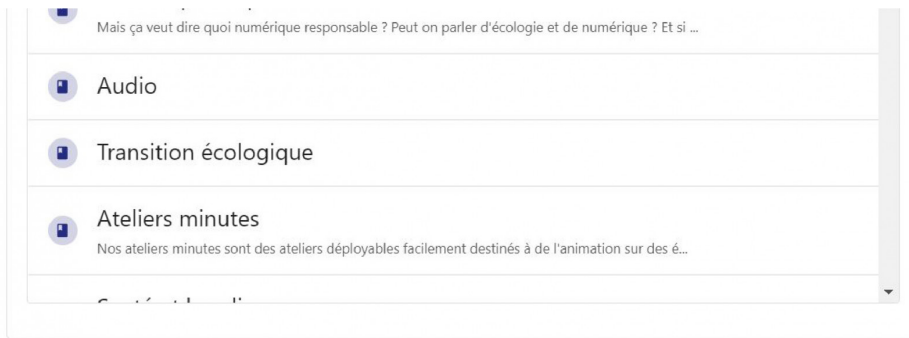 Mais ça veut dire quoi numérique responsable ? Peut on parler d'écologie et de numérique ? Et si ...
Audio
Transition écologique
Ateliers minutes
Nos ateliers minutes sont des ateliers déployables facilement destinés à de l'animation sur des é...